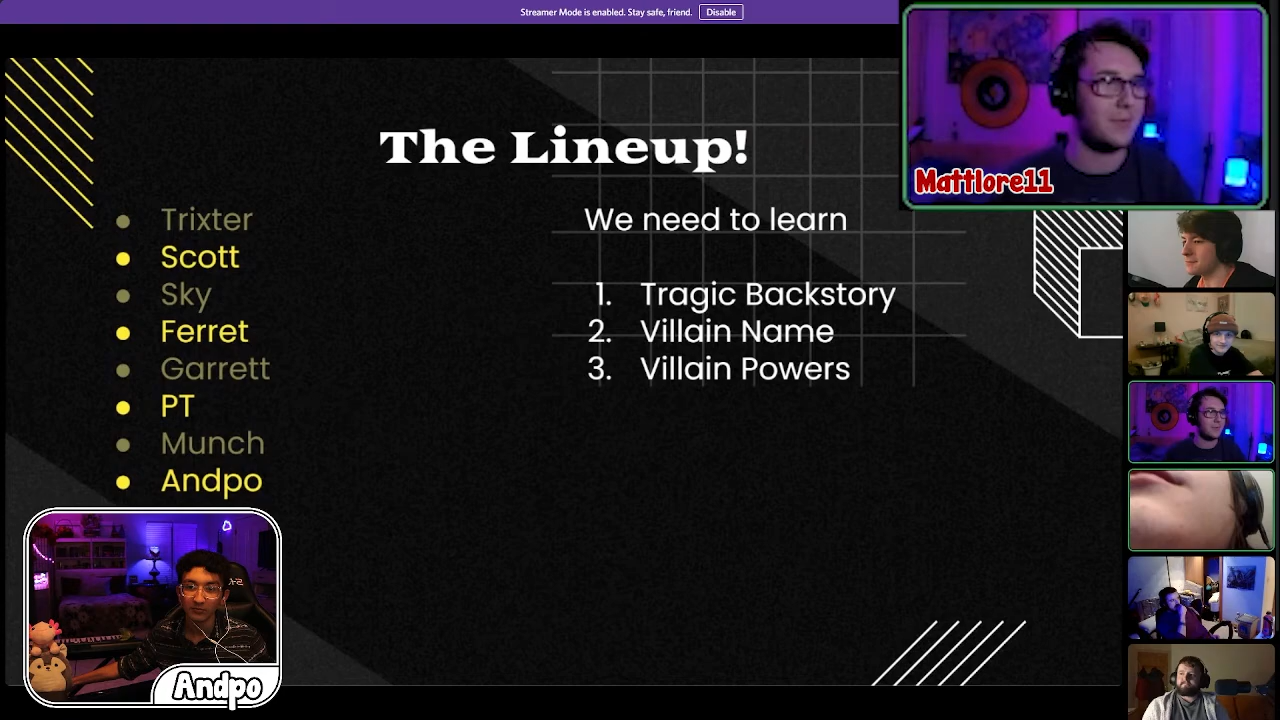 Streamer Mode is enabled. Stay safe, friend. Disable
The Lineup!
Mattlore11
Trixter
Scott
Sky
Ferret
Garrett
PT
Munch
Andpo
We need to learn
1. Tragic Backstory
2. Villain Name
3. Villain Powers
Andpo